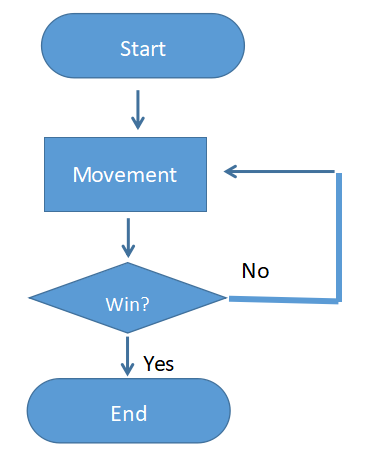 Start
Movement
No
Win?
Yes
End